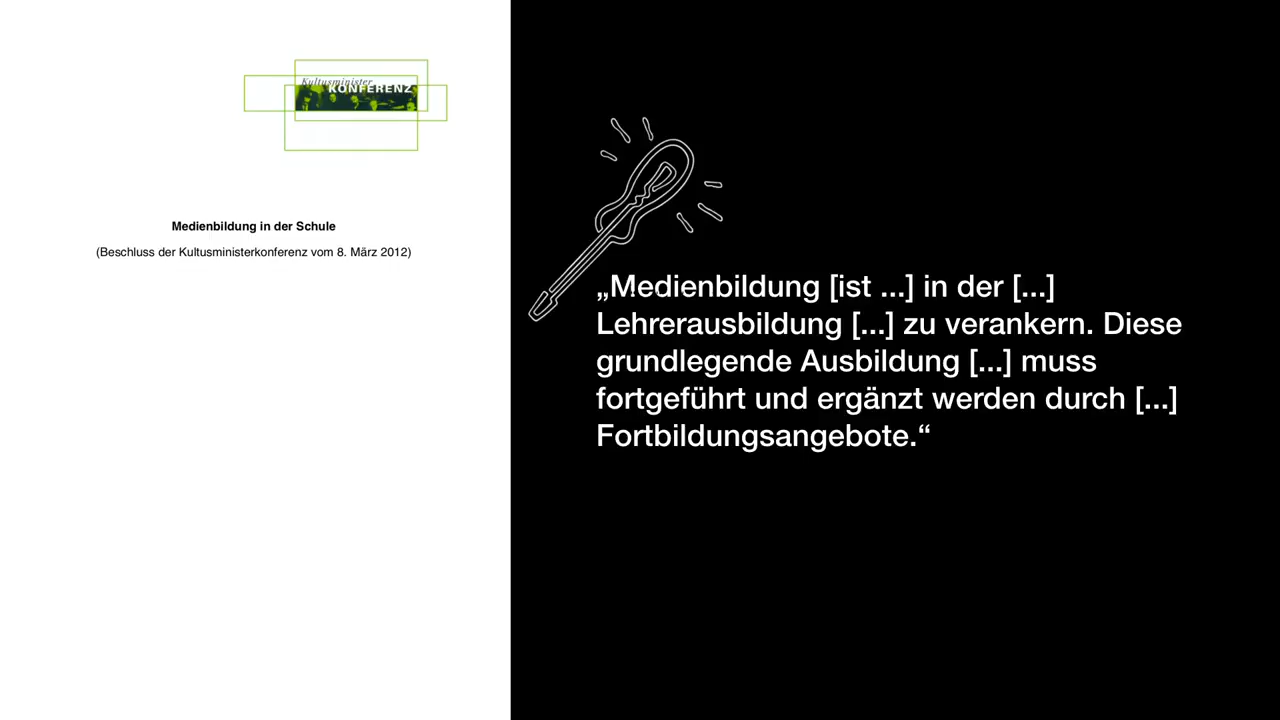 Kultusminister
KONFERENZ
Medienbildung in der Schule
(Beschluss der Kultusministerkonferenz vom 8. März 2012)
„Medienbildung [ist ...] in der [...]
Lehrerausbildung [...] zu verankern. Diese
grundlegende Ausbildung [...] muss
fortgeführt und ergänzt werden durch [...]
Fortbildungsangebote.“